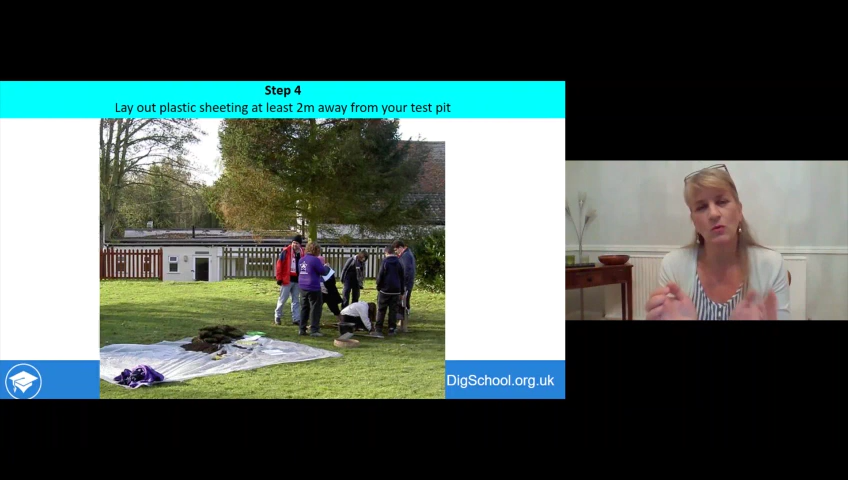 Step 4
Lay out plastic sheeting at least 2m away from your test pit
DigSchool.org.uk